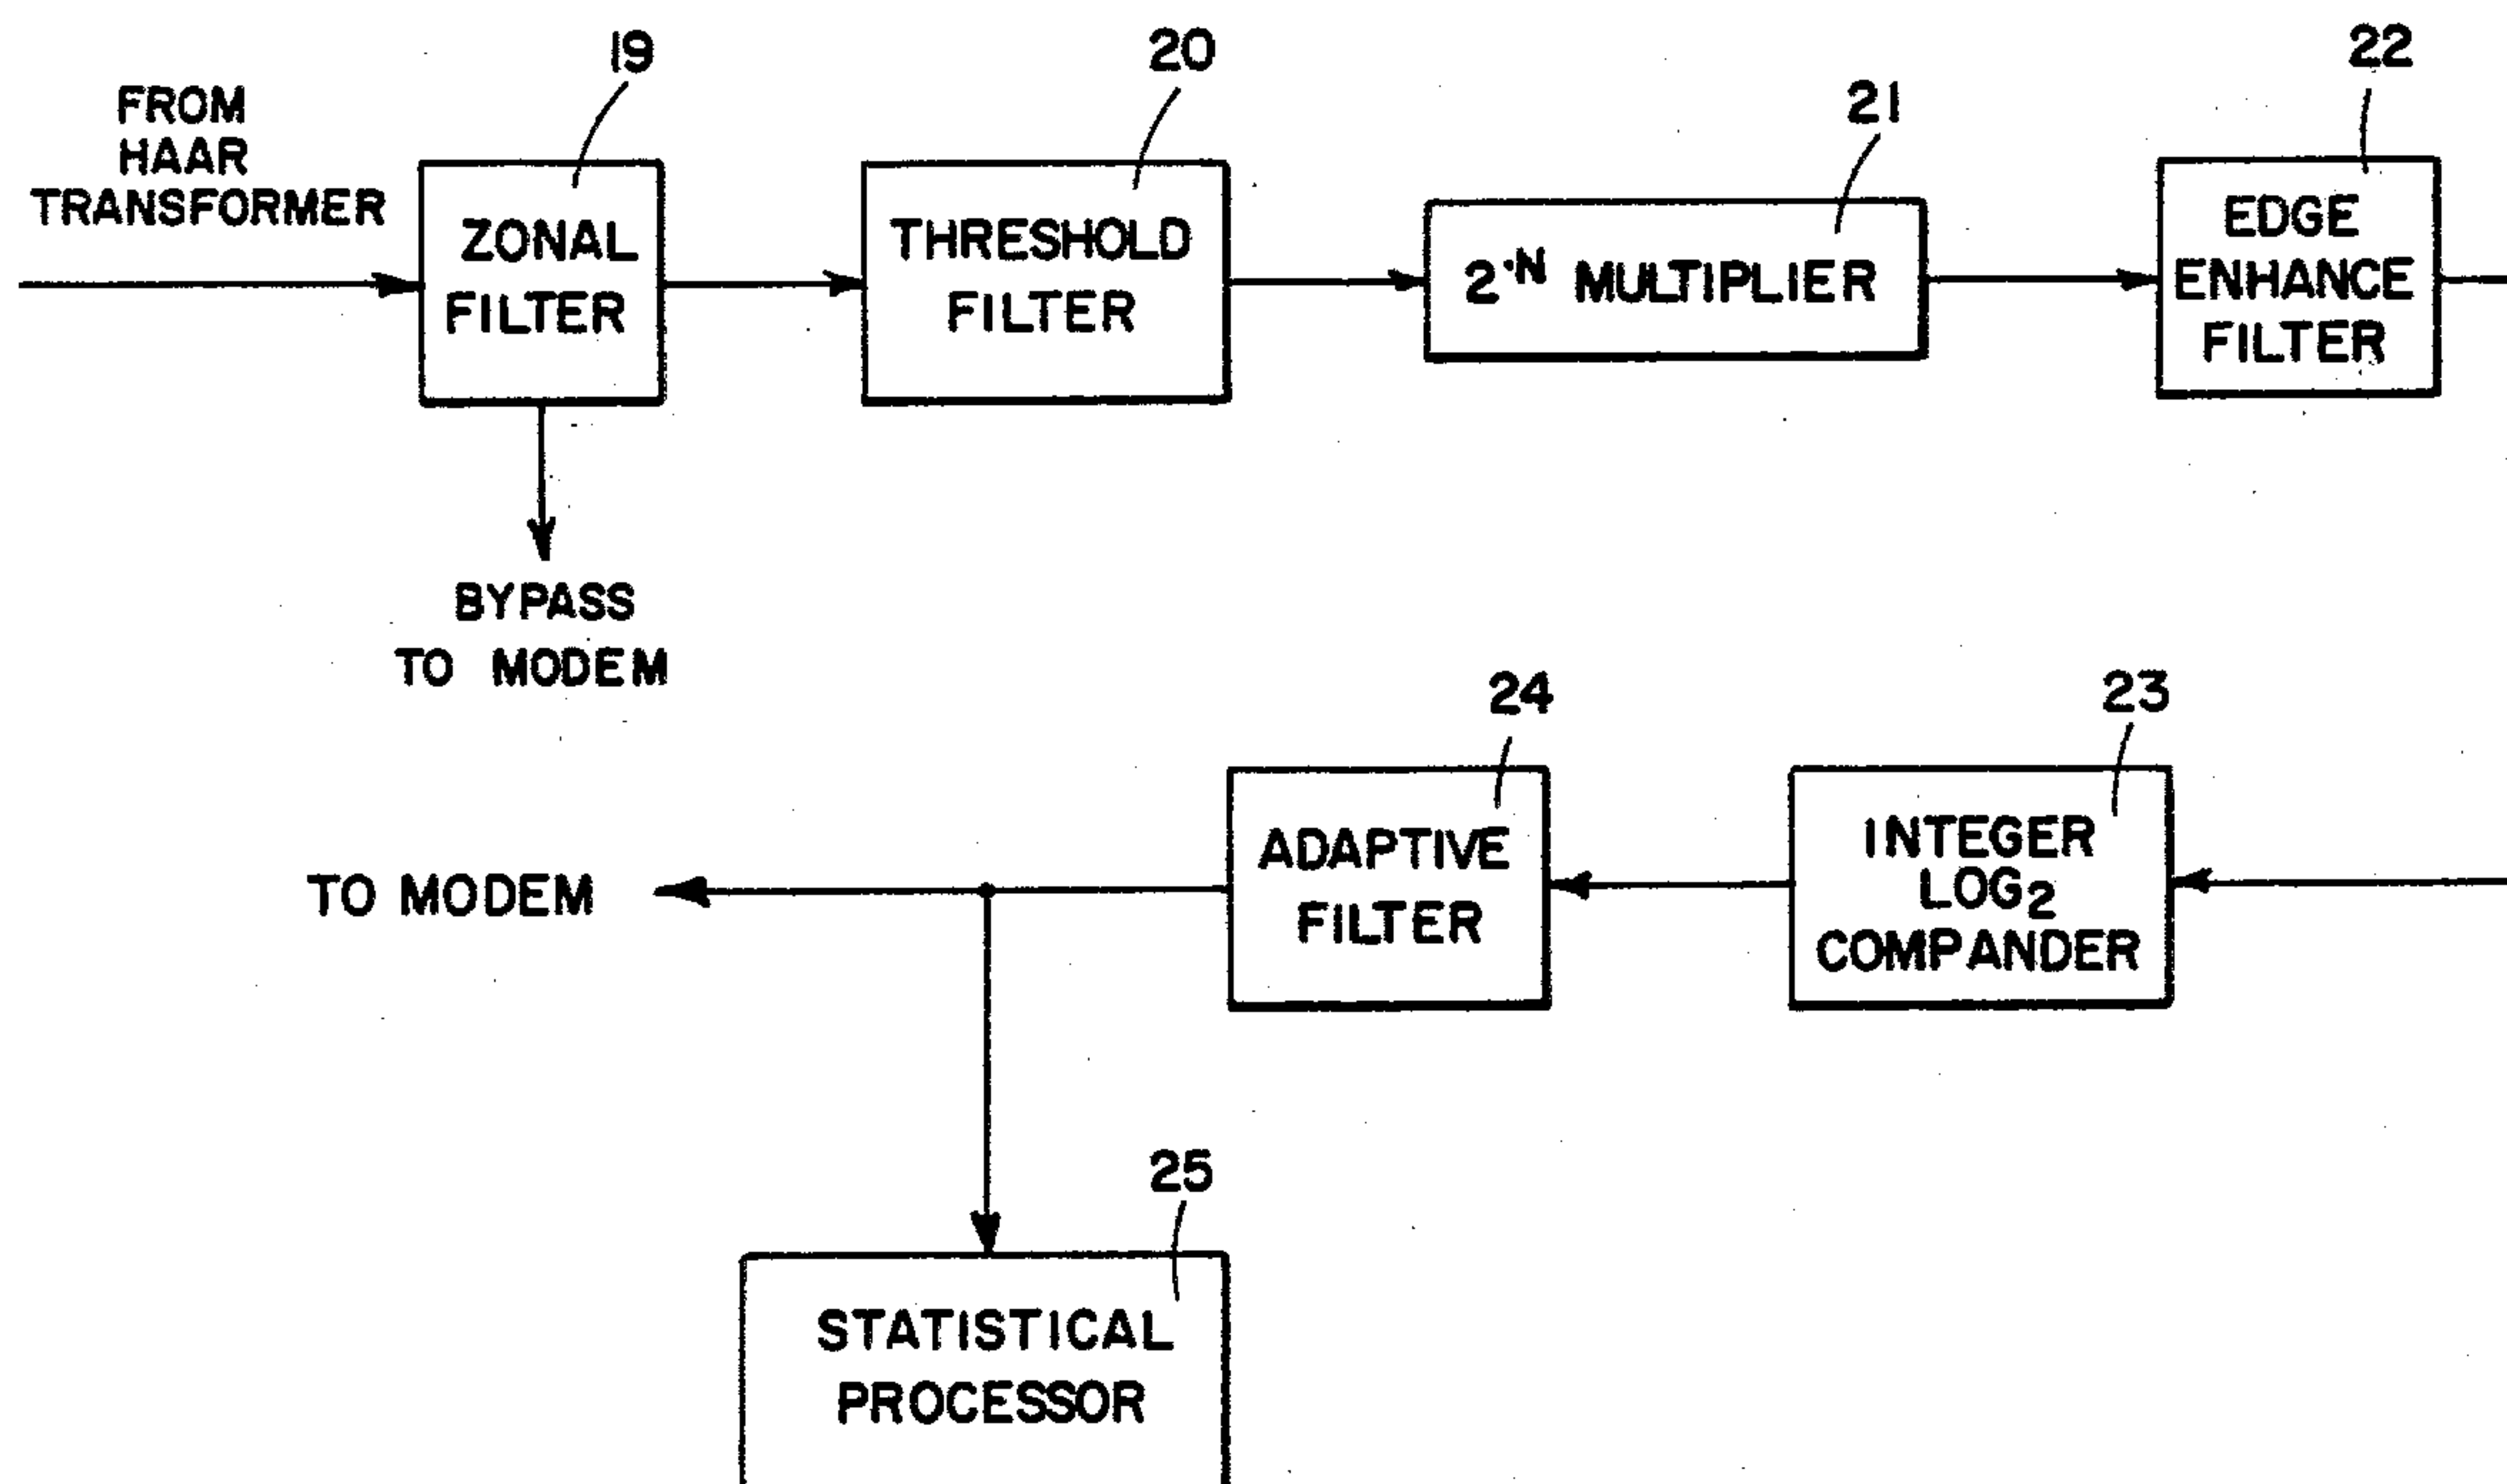 19
20
22
21
FROM
HAAR
TRANSFORMER
ZONAL
FILTER
THRESHOLD
FILTER
2⁻ᴺ MULTIPLIER
EDGE
ENHANCE
FILTER
BYPASS
TO MODEM
24
23
TO MODEM
ADAPTIVE
FILTER
INTEGER
LOG₂
COMPANDER
25
STATISTICAL
PROCESSOR